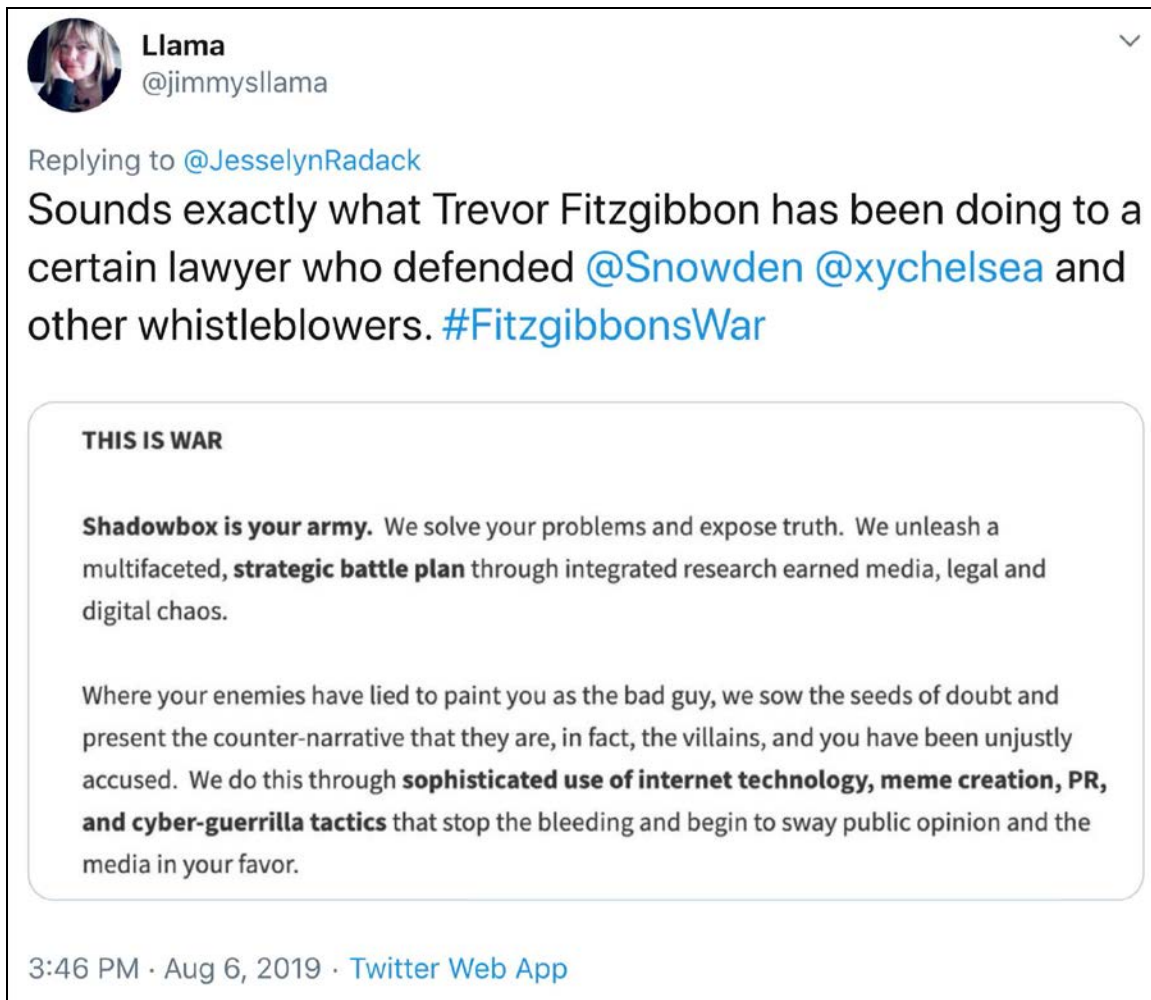 Llama
@jimmysllama
Replying to @JesselynRadack
Sounds exactly what Trevor Fitzgibbon has been doing to a
certain lawyer who defended @Snowden @xychelsea and
other whistleblowers. #FitzgibbonsWar
THIS IS WAR
Shadowbox is your army. We solve your problems and expose truth. We unleash a
multifaceted, strategic battle plan through integrated research earned media, legal and
digital chaos.
Where your enemies have lied to paint you as the bad guy, we sow the seeds of doubt and
present the counter-narrative that they are, in fact, the villains, and you have been unjustly
accused. We do this through sophisticated use of internet technology, meme creation, PR,
and cyber-guerrilla tactics that stop the bleeding and begin to sway public opinion and the
media in your favor.
3:46 PM · Aug 6, 2019 · Twitter Web App